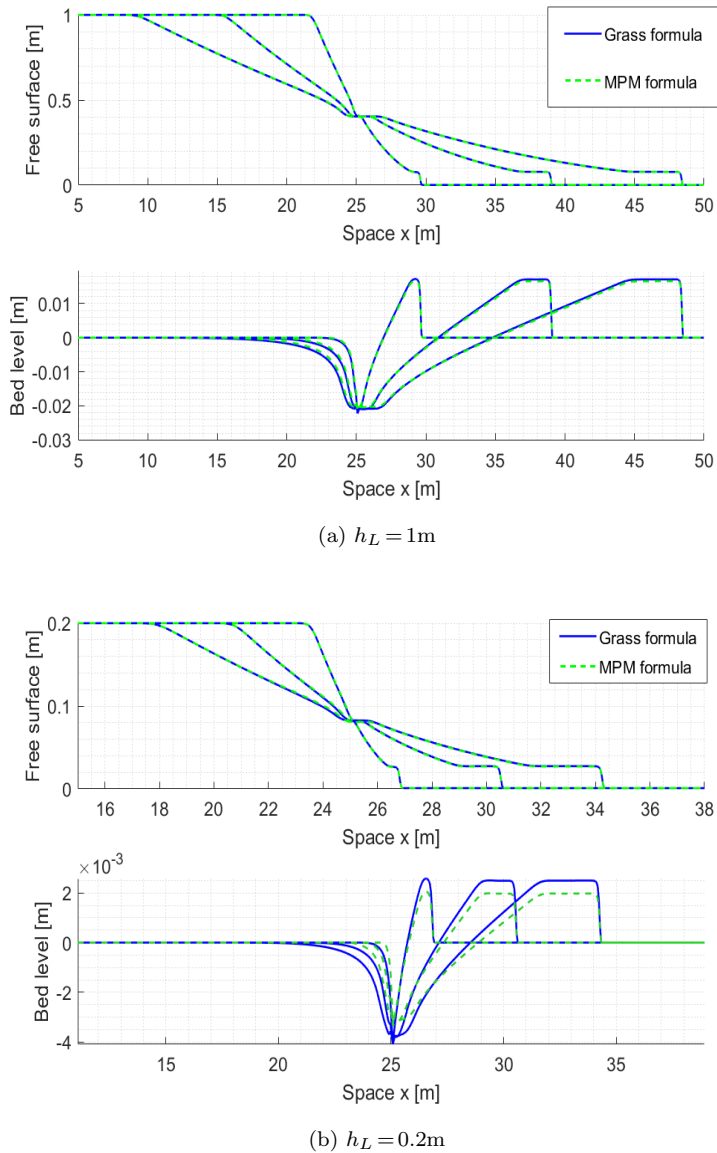 Free surface [m]
1
0.5
0
Grass formula
MPM formula
5 10 15 20 25 30 35 40 45 50
Space x [m]
Bed level [m]
0.01
0
-0.01
-0.02
-0.03
5 10 15 20 25 30 35 40 45 50
Space x [m]
(a) h_L = 1m
Free surface [m]
0.2
0.1
0
Grass formula
MPM formula
16 18 20 22 24 26 28 30 32 34 36 38
Space x [m]
×10^-3
Bed level [m]
2
0
-2
-4
15 20 25 30 35
Space x [m]
(b) h_L = 0.2m